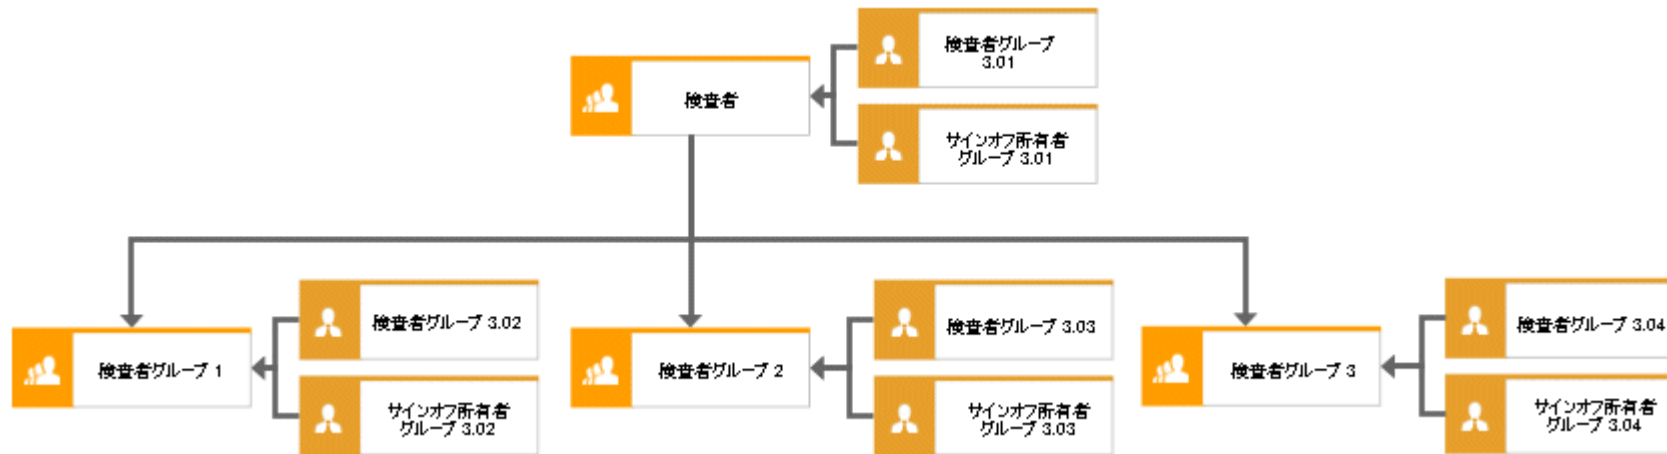 検査者グループ
3.01
検査者
サインオフ所有者
グループ 3.01
検査者グループ 3.02
検査者グループ 1
サインオフ所有者
グループ 3.02
検査者グループ 3.03
検査者グループ 2
サインオフ所有者
グループ 3.03
検査者グループ 3.04
検査者グループ 3
サインオフ所有者
グループ 3.04